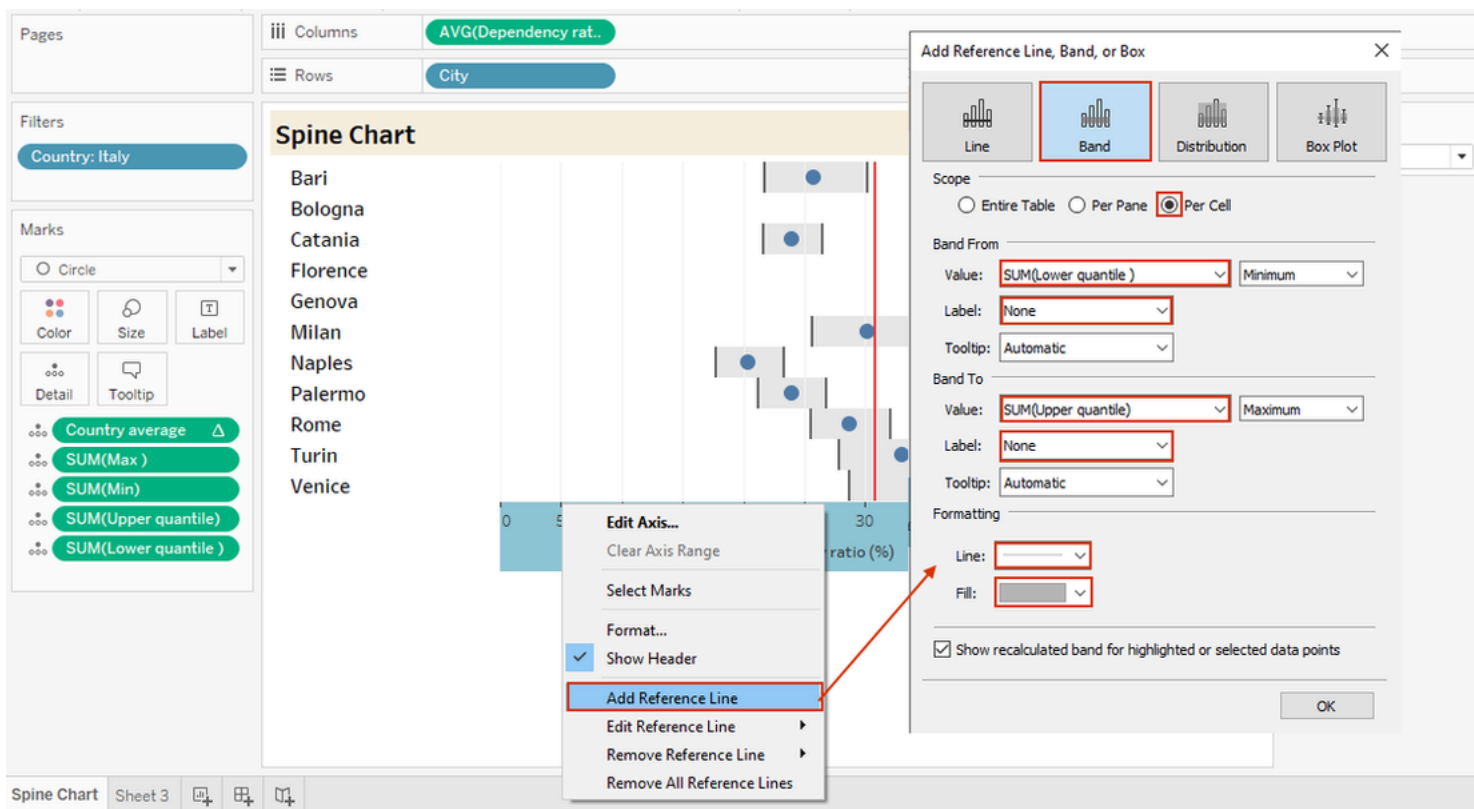 Pages
Columns
AVG(Dependency rat..
Rows
City
Filters
Country: Italy
Marks
Circle
Color
Size
Label
Detail
Tooltip
Country average Δ
SUM(Max )
SUM(Min)
SUM(Upper quantile)
SUM(Lower quantile )
Spine Chart
Bari
Bologna
Catania
Florence
Genova
Milan
Naples
Palermo
Rome
Turin
Venice
0
30
ratio (%)
Edit Axis...
Clear Axis Range
Select Marks
Format...
Show Header
Add Reference Line
Edit Reference Line
Remove Reference Line
Remove All Reference Lines
Add Reference Line, Band, or Box
Line
Band
Distribution
Box Plot
Scope
Entire Table
Per Pane
Per Cell
Band From
Value: SUM(Lower quantile ) Minimum
Label: None
Tooltip: Automatic
Band To
Value: SUM(Upper quantile) Maximum
Label: None
Tooltip: Automatic
Formatting
Line:
Fill:
Show recalculated band for highlighted or selected data points
OK
Spine Chart
Sheet 3